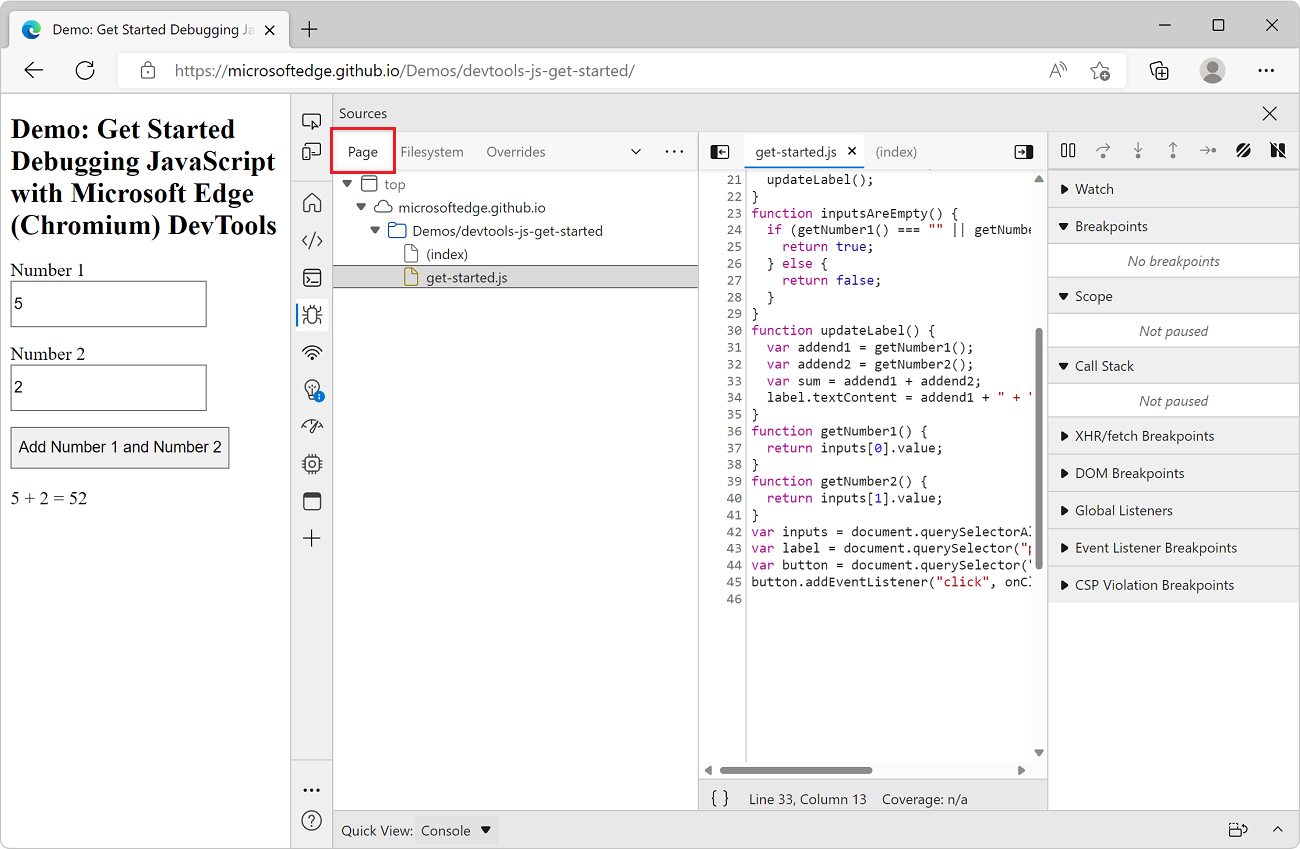 Demo: Get Started Debugging Ja
https://microsoftedge.github.io/Demos/devtools-js-get-started/
Demo: Get Started
Debugging JavaScript
with Microsoft Edge
(Chromium) DevTools
Number 1
5
Number 2
2
Add Number 1 and Number 2
5 + 2 = 52
Sources
Page Filesystem Overrides
top
microsoftedge.github.io
Demos/devtools-js-get-started
(index)
get-started.js
get-started.js (index)
21 updateLabel();
22 }
23 function inputsAreEmpty() {
24 if (getNumber1() === "" || getNumbe
25 return true;
26 } else {
27 return false;
28 }
29 }
30 function updateLabel() {
31 var addend1 = getNumber1();
32 var addend2 = getNumber2();
33 var sum = addend1 + addend2;
34 label.textContent = addend1 + " + "
35 }
36 function getNumber1() {
37 return inputs[0].value;
38 }
39 function getNumber2() {
40 return inputs[1].value;
41 }
42 var inputs = document.querySelectorAl
43 var label = document.querySelector("p
44 var button = document.querySelector("
45 button.addEventListener("click", onCl
46
{ } Line 33, Column 13 Coverage: n/a
Watch
Breakpoints
No breakpoints
Scope
Not paused
Call Stack
Not paused
XHR/fetch Breakpoints
DOM Breakpoints
Global Listeners
Event Listener Breakpoints
CSP Violation Breakpoints
Quick View: Console